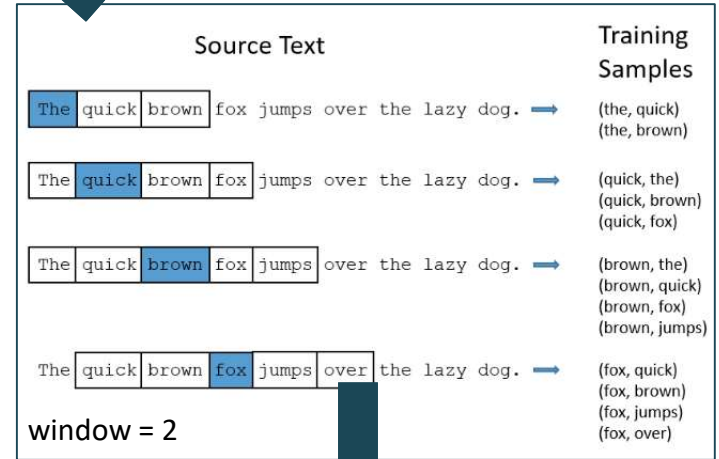 Source Text
Training
Samples
The quick brown fox jumps over the lazy dog.
(the, quick)
(the, brown)
The quick brown fox jumps over the lazy dog.
(quick, the)
(quick, brown)
(quick, fox)
The quick brown fox jumps over the lazy dog.
(brown, the)
(brown, quick)
(brown, fox)
(brown, jumps)
The quick brown fox jumps over the lazy dog.
(fox, quick)
(fox, brown)
(fox, jumps)
(fox, over)
window = 2